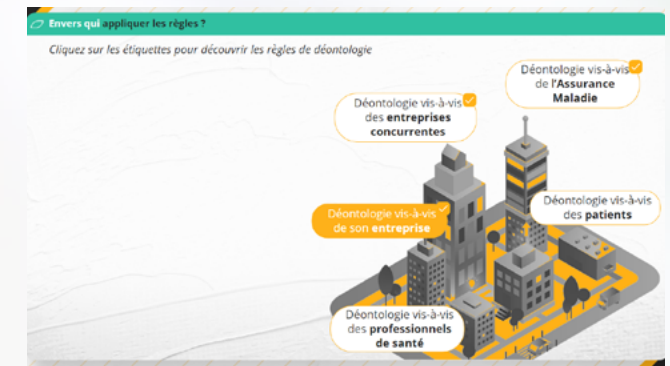 Envers qui appliquer les règles ?
Cliquez sur les étiquettes pour découvrir les règles de déontologie
Déontologie vis-à-vis
de l'Assurance
Maladie
Déontologie vis-à-vis
des entreprises
concurrentes
Déontologie vis-à-vis
des patients
Déontologie vis-à-vis
de son entreprise
Déontologie vis-à-vis
des professionnels
de santé